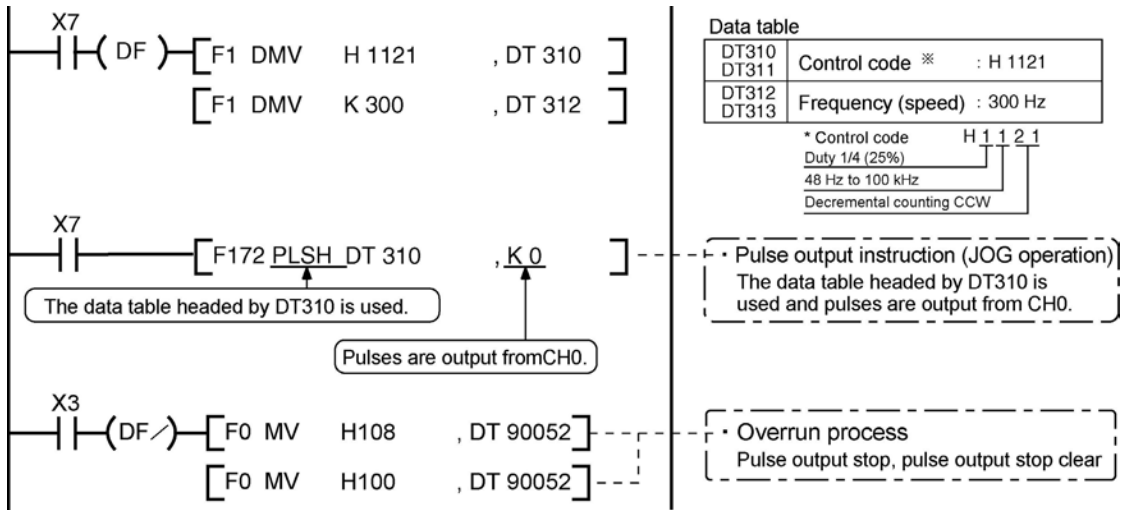 X7
( DF ) F1 DMV H 1121 , DT 310
F1 DMV K 300 , DT 312
X7
F172 PLSH DT 310 , K 0
The data table headed by DT310 is used.
Pulses are output fromCH0.
X3
(DF/) F0 MV H108 , DT 90052
F0 MV H100 , DT 90052
Data table
DT310
DT311
Control code ※ : H 1121
DT312
DT313
Frequency (speed) : 300 Hz
* Control code H 1 1 2 1
Duty 1/4 (25%)
48 Hz to 100 kHz
Decremental counting CCW
· Pulse output instruction (JOG operation)
The data table headed by DT310 is
used and pulses are output from CH0.
· Overrun process
Pulse output stop, pulse output stop clear